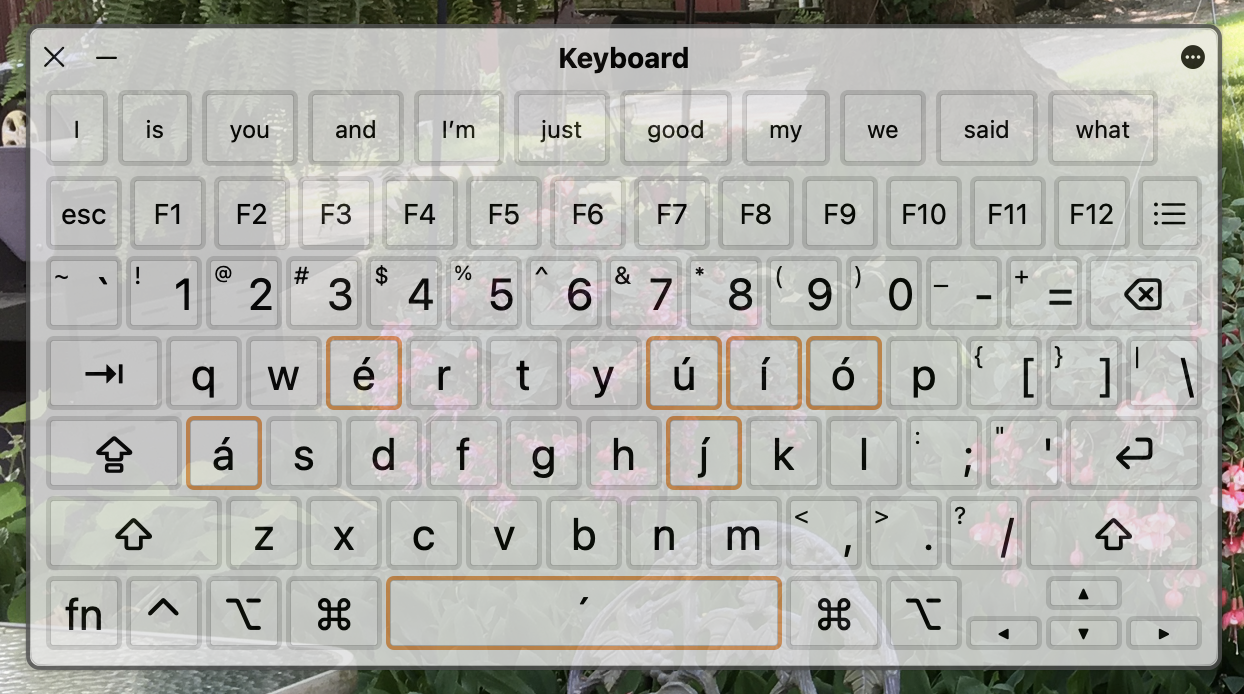 Keyboard
I is you and I’m just good my we said what
esc F1 F2 F3 F4 F5 F6 F7 F8 F9 F10 F11 F12
~ ` ! 1 @ 2 # 3 $ 4 % 5 ^ 6 & 7 * 8 ( 9 ) 0 _ - + =
q w é r t y ú í ó p { [ } ] | \
á s d f g h j́ k l : ; " '
z x c v b n m < , > . ? /
fn ^ ⌥ ⌘ ´ ⌘ ⌥